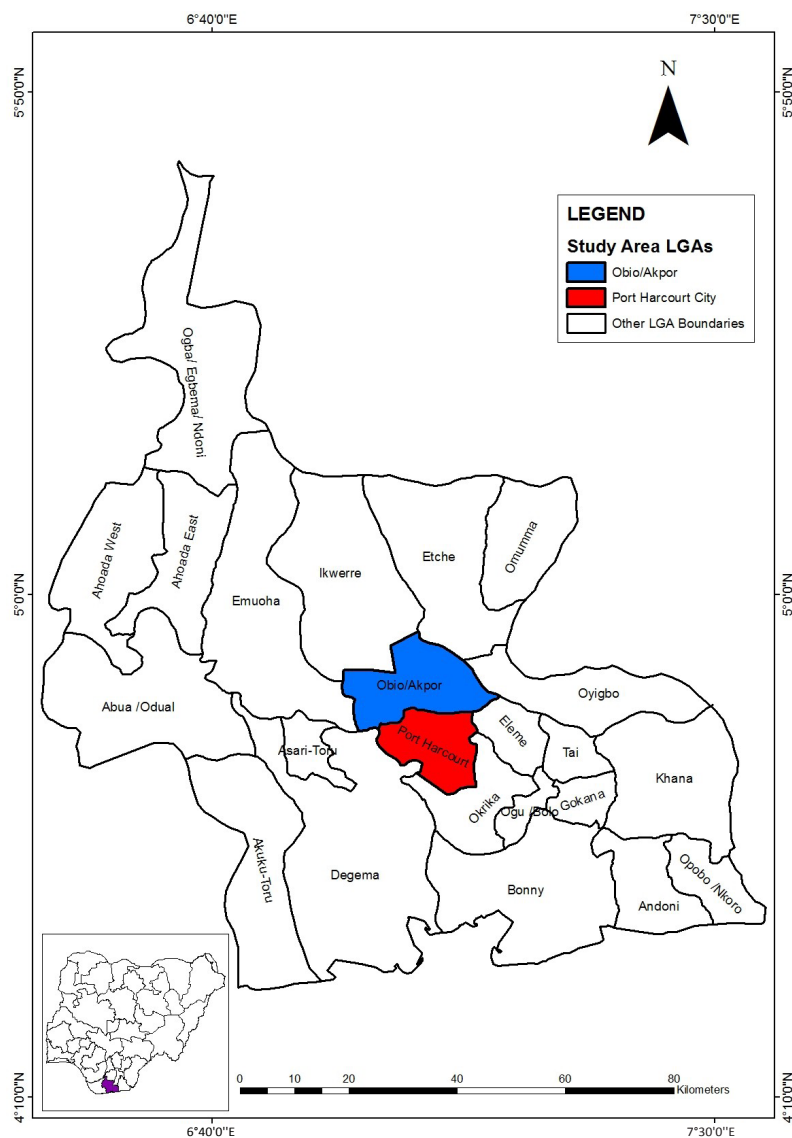 6°40'0"E
7°30'0"E
5°50'0"N
5°50'0"N
N
LEGEND
Study Area LGAs
Obio/Akpor
Port Harcourt City
Other LGA Boundaries
Ogba/ Egbema/ Ndoni
Ahoada West
Ahoada East
Emuoha
Ikwerre
Etche
Omumma
5°0'0"N
5°0'0"N
Abua /Odual
Obio/Akpor
Oyigbo
Asari-Toru
Port Harcourt
Eleme
Tai
Khana
Okrika
Ogu /Bolo
Gokana
Akuku-Toru
Degema
Bonny
Andoni
Opobo /Nkoro
0
10
20
40
60
80
Kilometers
4°10'0"N
4°10'0"N
6°40'0"E
7°30'0"E